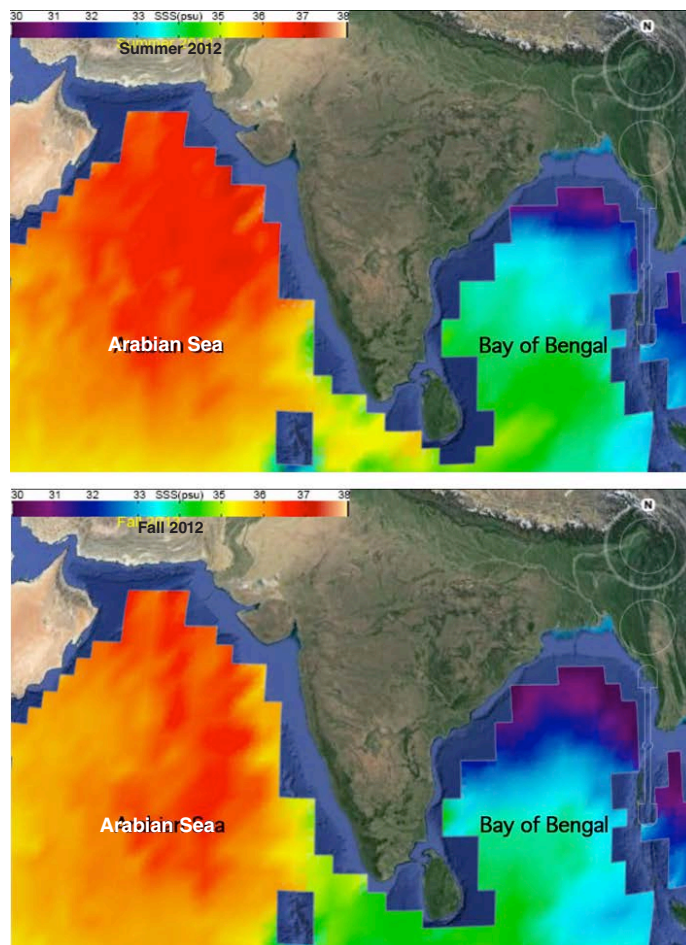 30 31 32 33 SSS(psu) 35 36 37 38
Summer 2012
N
Arabian Sea
Bay of Bengal
30 31 32 33 SSS(psu) 35 36 37 38
Fall 2012
N
Arabian Sea
Bay of Bengal